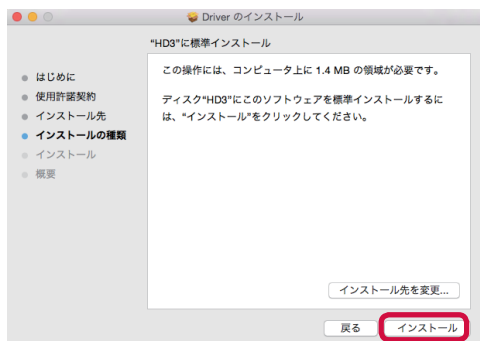 Driver のインストール
“HD3”に標準インストール
はじめに
使用許諾契約
インストール先
インストールの種類
インストール
概要
この操作には、コンピュータ上に 1.4 MB の領域が必要です。
ディスク“HD3”にこのソフトウェアを標準インストールするに
は、“インストール”をクリックしてください。
インストール先を変更...
戻る
インストール